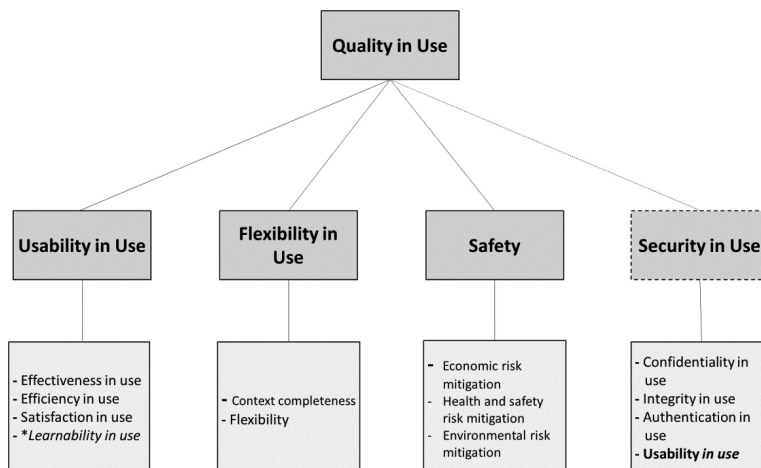 Quality in Use
Usability in Use
Flexibility in
Use
Safety
Security in Use
- Effectiveness in use
- Efficiency in use
- Satisfaction in use
- *Learnability in use
- Context completeness
- Flexibility
- Economic risk
mitigation
- Health and safety
risk mitigation
- Environmental risk
mitigation
- Confidentiality in
use
- Integrity in use
- Authentication in
use
- Usability in use